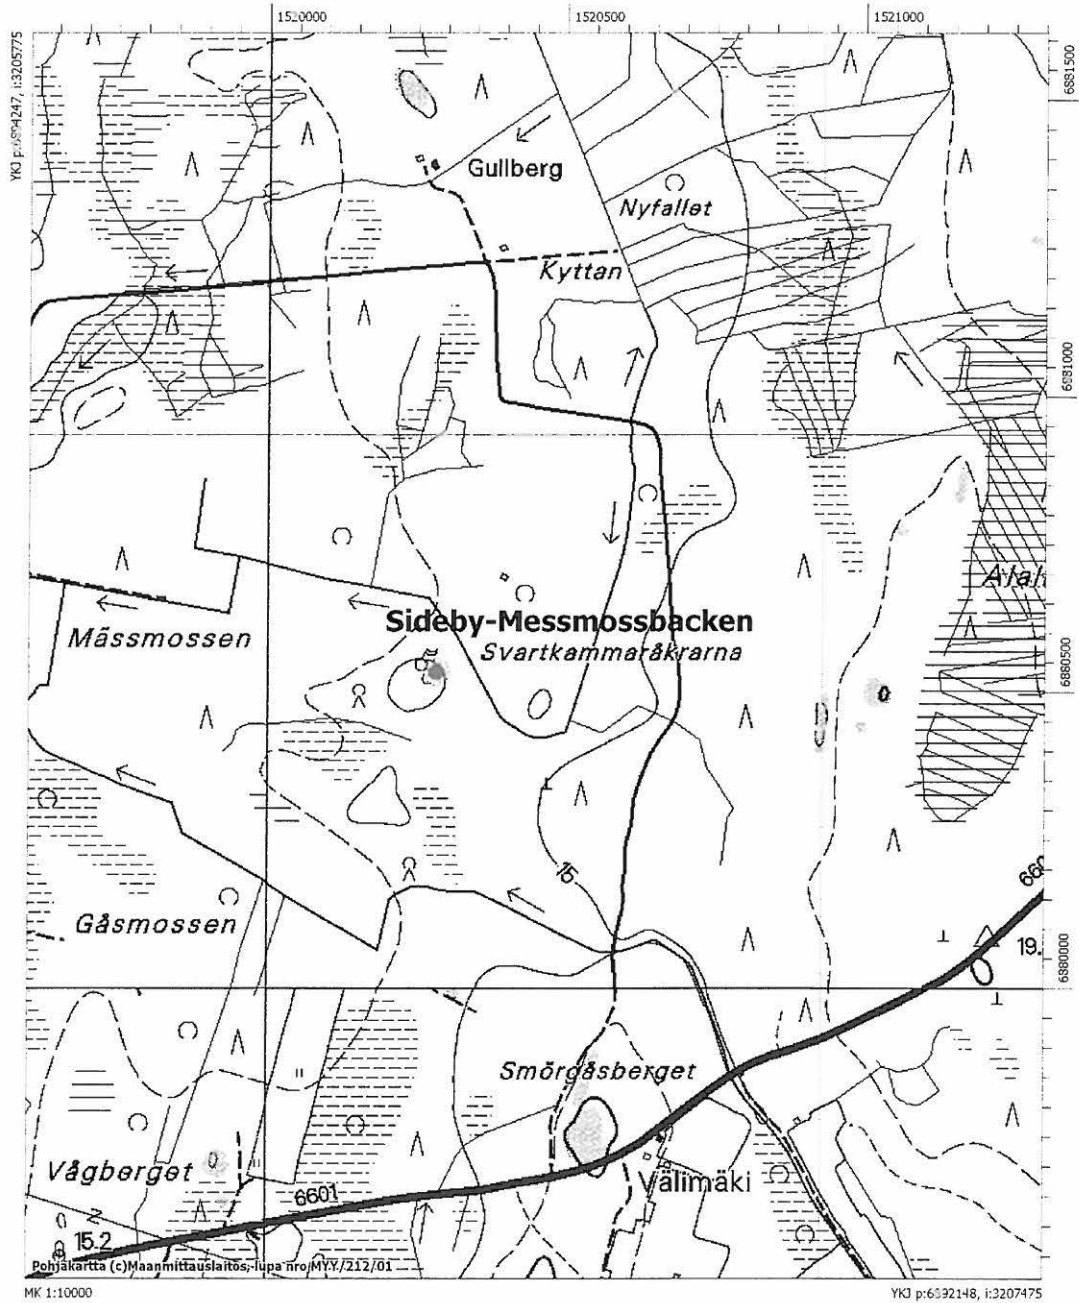 1520000
1520500
1521000
YKJ p:6894247, i:3205775
6881500
Gullberg
Nyfallet
Kyttan
6881000
Alah
Sideby-Messmossbacken
Mässmossen
Svartkammaråkrarna
6880500
15
660
Gåsmossen
19.
6880000
Smörgåsberget
Vågberget
Välimäki
6601
15.2
Pohjakartta (c)Maanmittauslaitos, lupa nro MYY/212/01
MK 1:10000
YKJ p:6892148, i:3207475